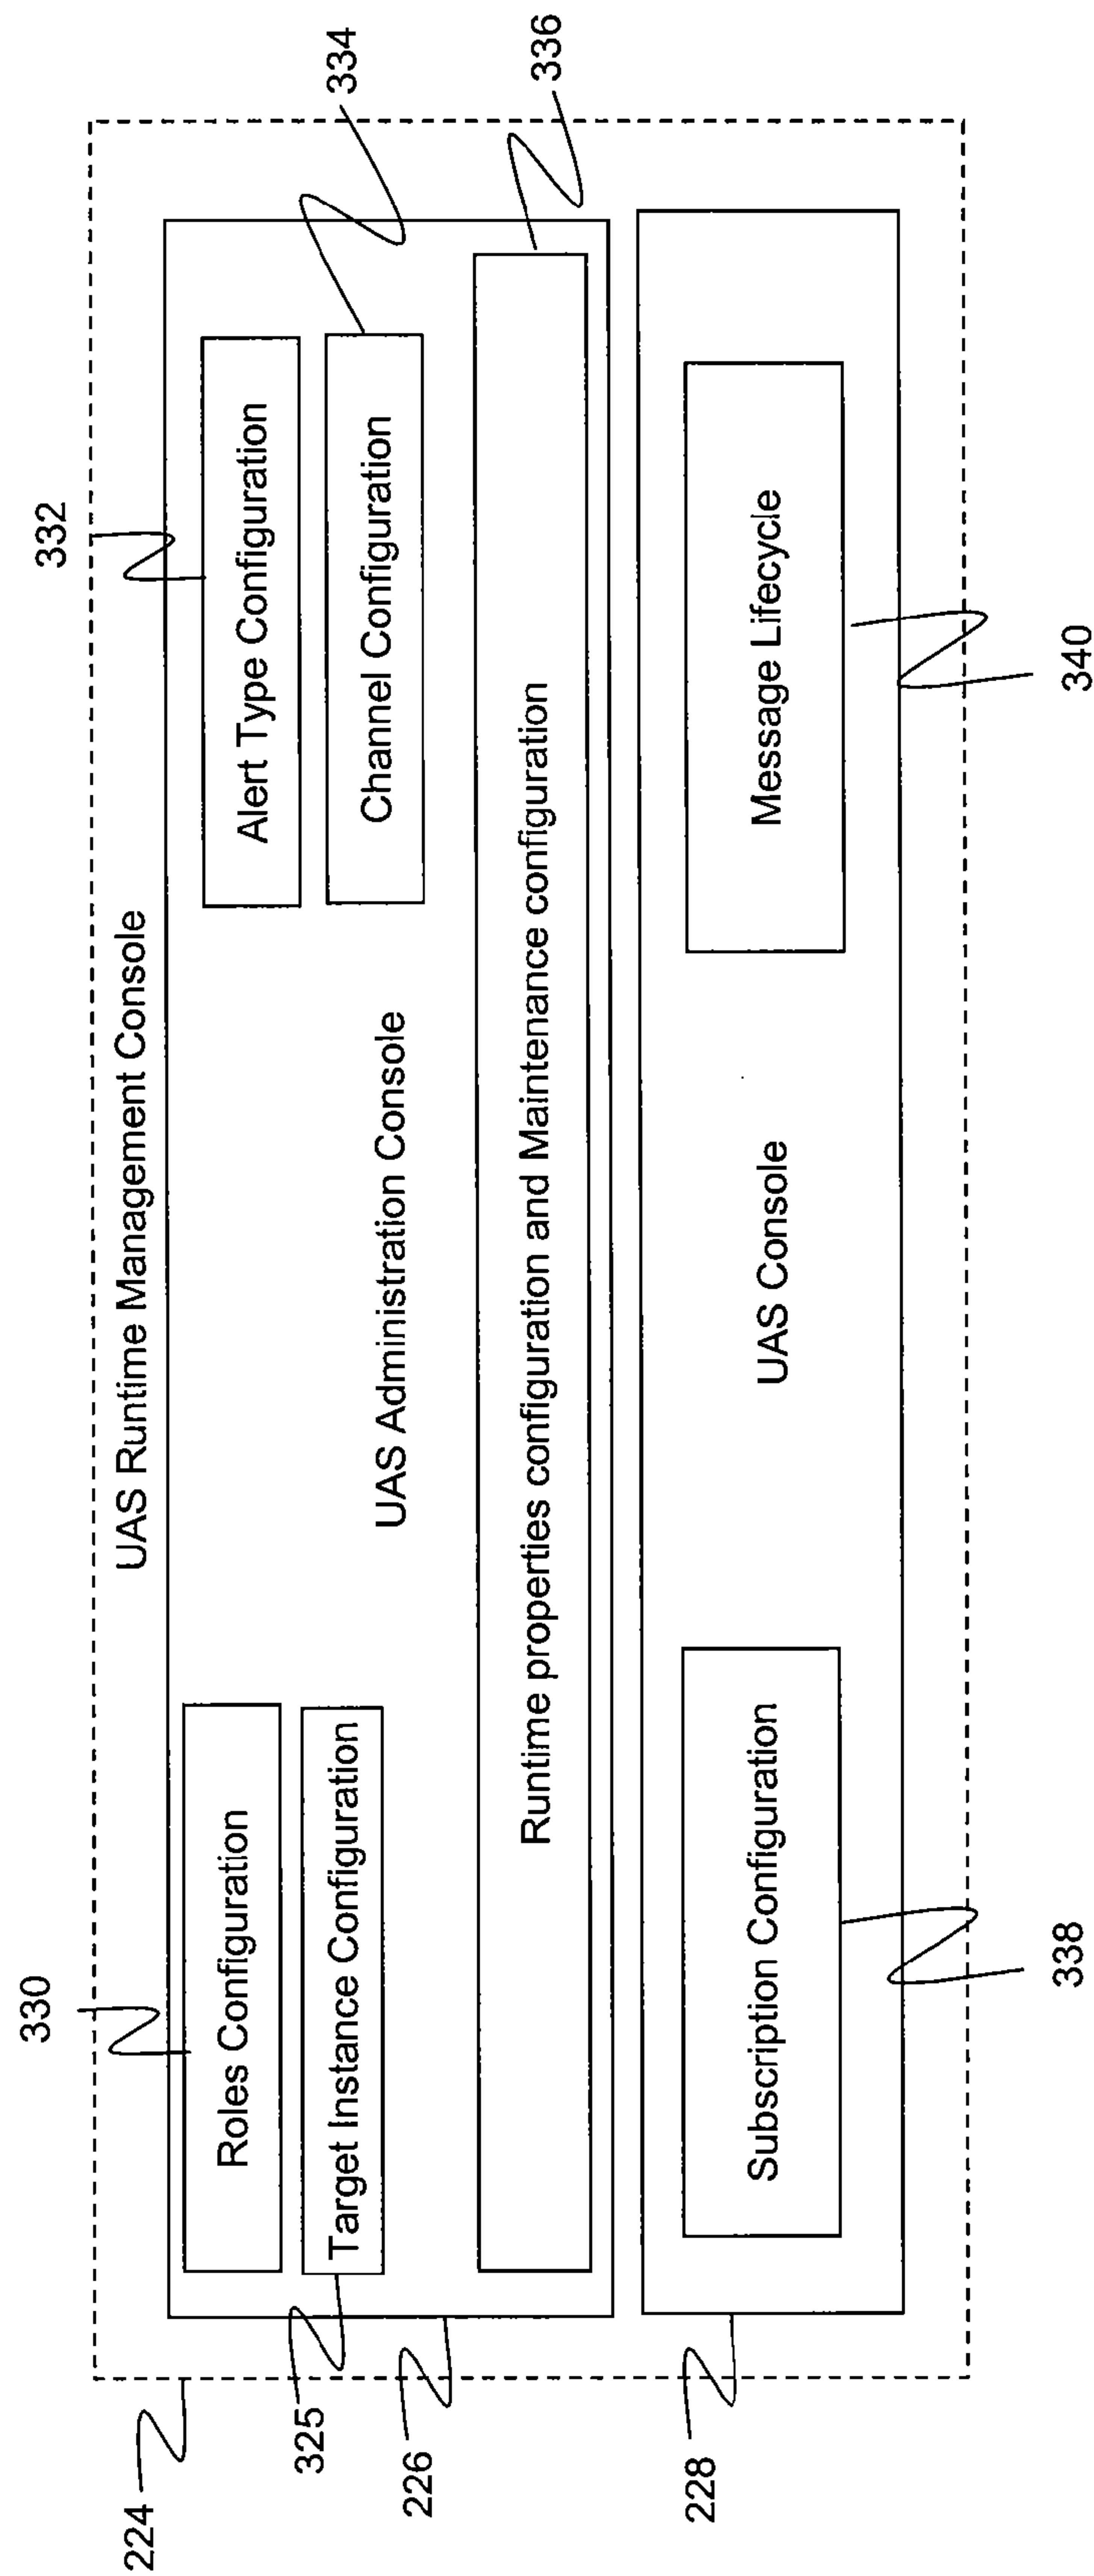 UAS Runtime Management Console
330
332
Roles Configuration
Alert Type Configuration
334
Target Instance Configuration
Channel Configuration
325
UAS Administration Console
224
226
Runtime properties configuration and Maintenance configuration
336
228
Subscription Configuration
UAS Console
Message Lifecycle
338
340